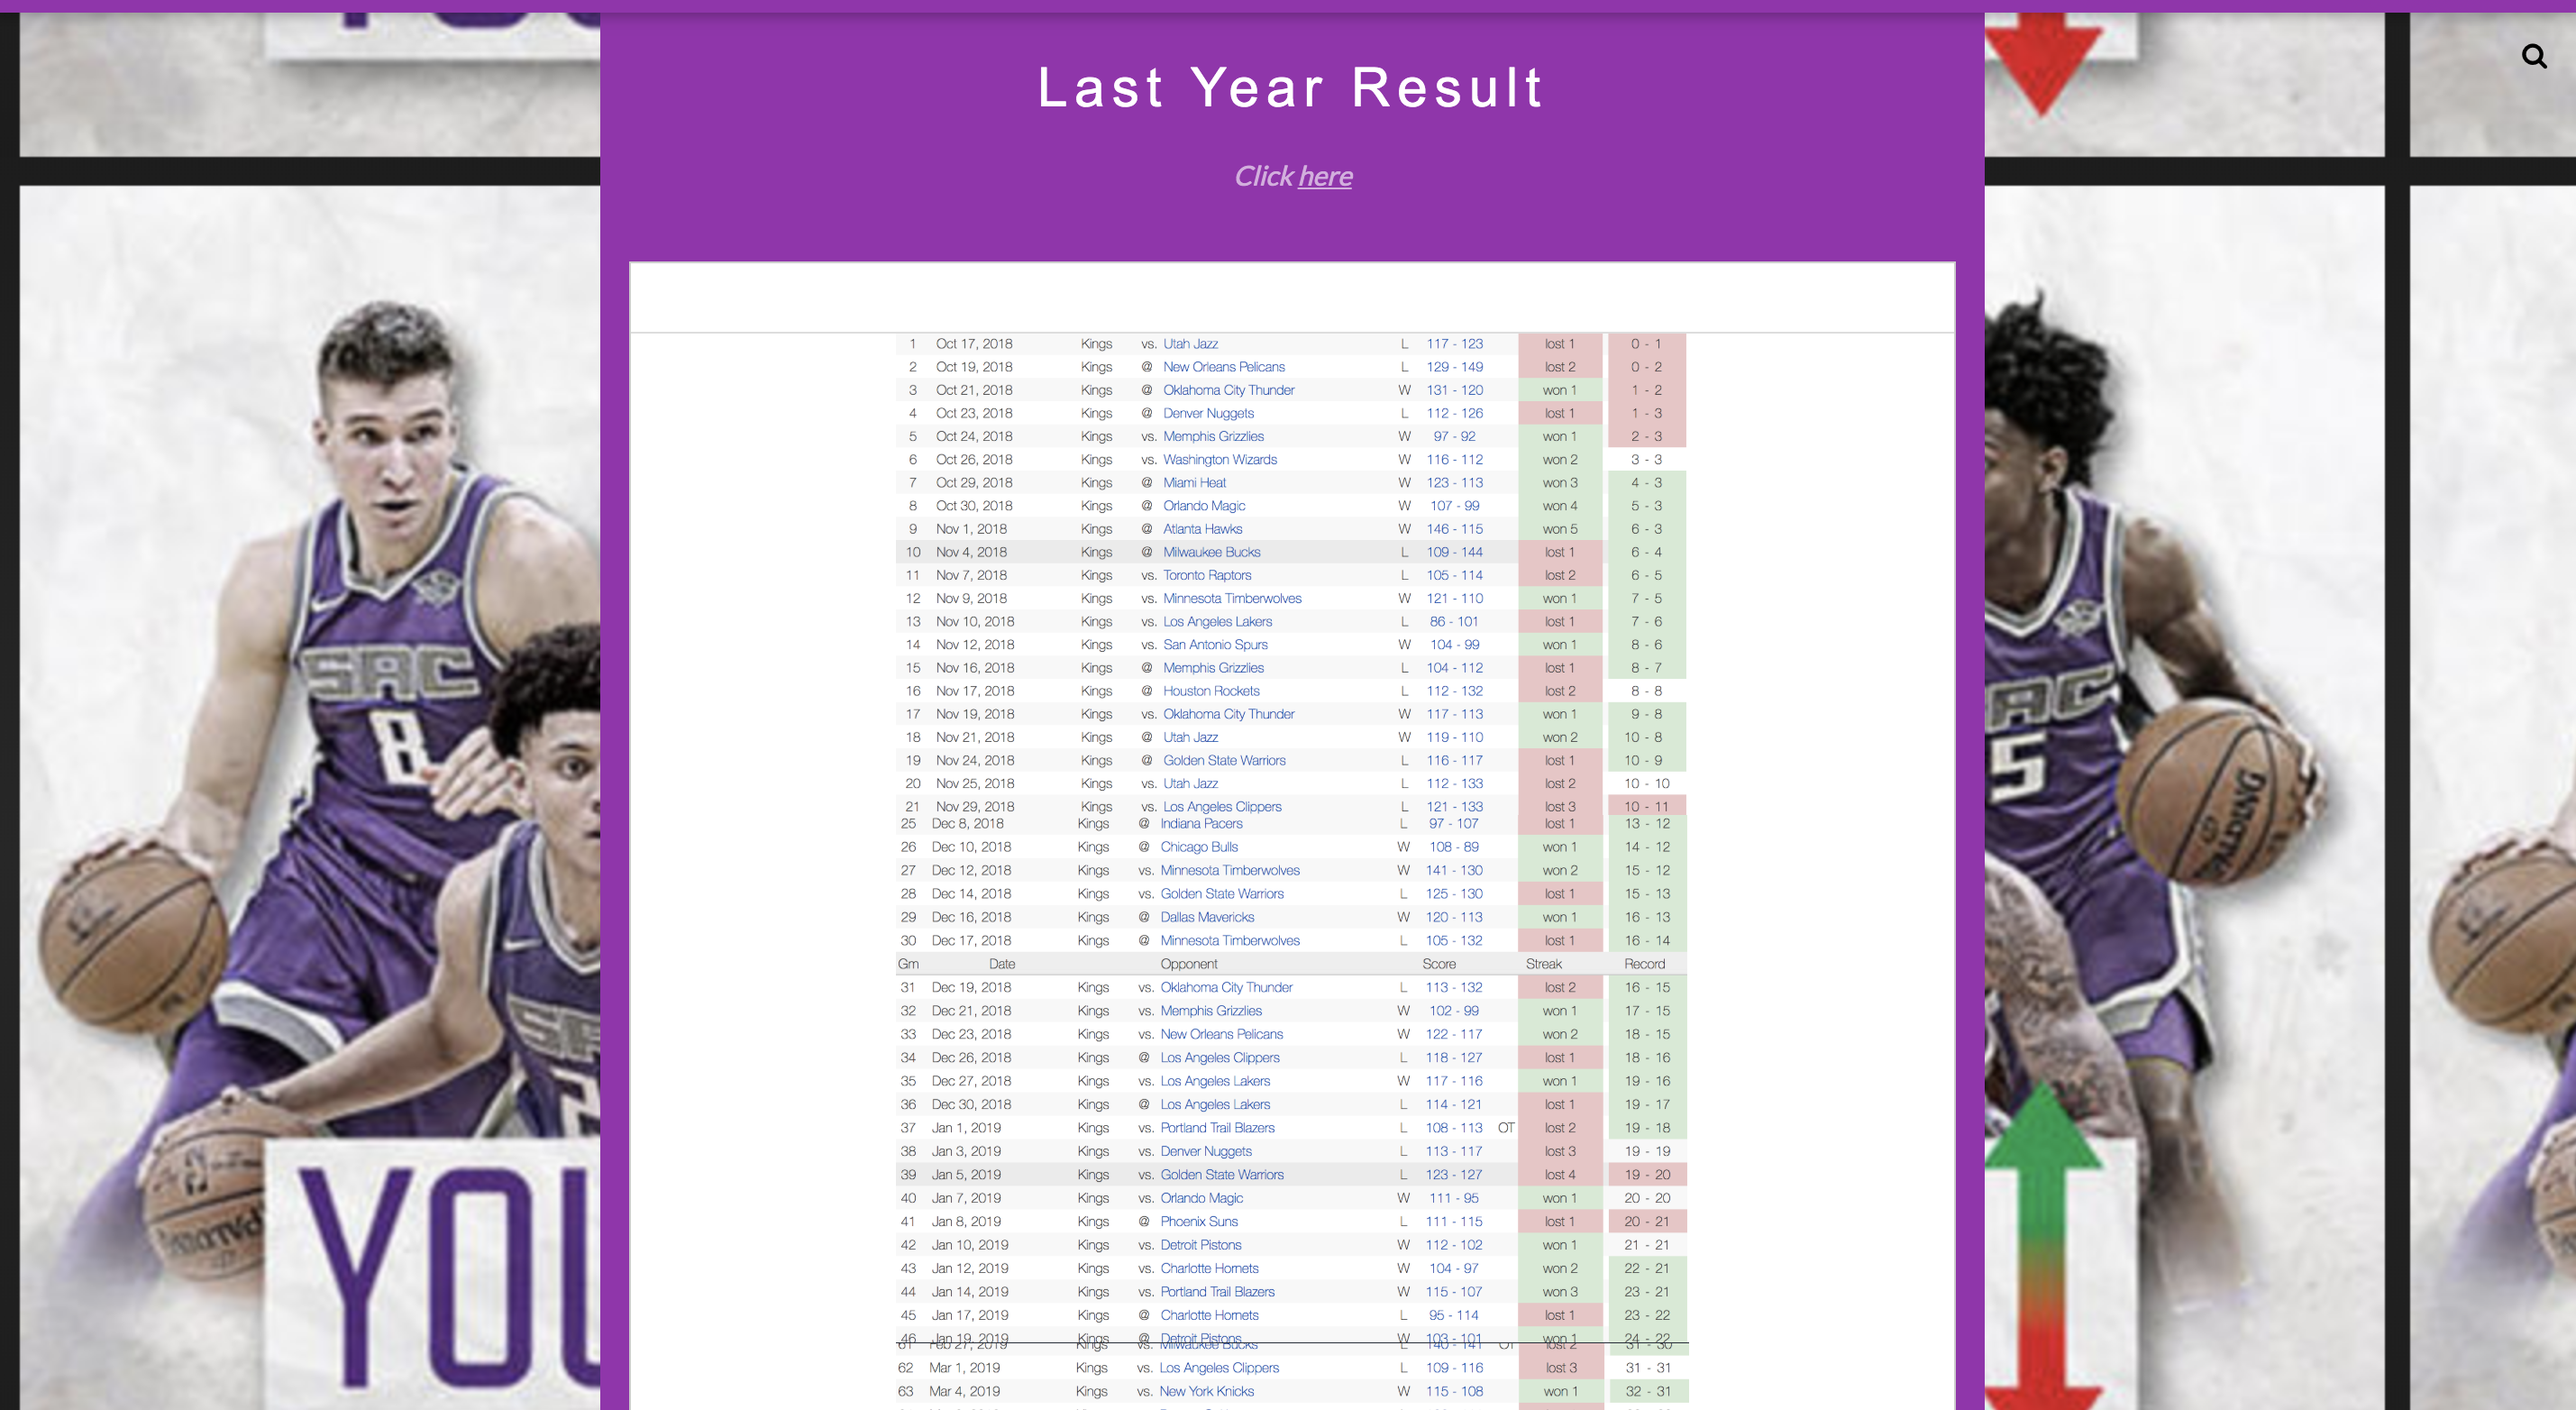 Last Year Result
Click here
1 Oct 17, 2018 Kings vs. Utah Jazz L 117 - 123 lost 1 0 - 1
2 Oct 19, 2018 Kings @ New Orleans Pelicans L 129 - 149 lost 2 0 - 2
3 Oct 21, 2018 Kings @ Oklahoma City Thunder W 131 - 120 won 1 1 - 2
4 Oct 23, 2018 Kings @ Denver Nuggets L 112 - 126 lost 1 1 - 3
5 Oct 24, 2018 Kings vs. Memphis Grizzlies W 97 - 92 won 1 2 - 3
6 Oct 26, 2018 Kings vs. Washington Wizards W 116 - 112 won 2 3 - 3
7 Oct 29, 2018 Kings @ Miami Heat W 123 - 113 won 3 4 - 3
8 Oct 30, 2018 Kings @ Orlando Magic W 107 - 99 won 4 5 - 3
9 Nov 1, 2018 Kings @ Atlanta Hawks W 146 - 115 won 5 6 - 3
10 Nov 4, 2018 Kings @ Milwaukee Bucks L 109 - 144 lost 1 6 - 4
11 Nov 7, 2018 Kings vs. Toronto Raptors L 105 - 114 lost 2 6 - 5
12 Nov 9, 2018 Kings vs. Minnesota Timberwolves W 121 - 110 won 1 7 - 5
13 Nov 10, 2018 Kings vs. Los Angeles Lakers L 86 - 101 lost 1 7 - 6
14 Nov 12, 2018 Kings vs. San Antonio Spurs W 104 - 99 won 1 8 - 6
15 Nov 16, 2018 Kings @ Memphis Grizzlies L 104 - 112 lost 1 8 - 7
16 Nov 17, 2018 Kings @ Houston Rockets L 112 - 132 lost 2 8 - 8
17 Nov 19, 2018 Kings vs. Oklahoma City Thunder W 117 - 113 won 1 9 - 8
18 Nov 21, 2018 Kings @ Utah Jazz W 119 - 110 won 2 10 - 8
19 Nov 24, 2018 Kings @ Golden State Warriors L 116 - 117 lost 1 10 - 9
20 Nov 25, 2018 Kings vs. Utah Jazz L 112 - 133 lost 2 10 - 10
21 Nov 29, 2018 Kings vs. Los Angeles Clippers L 121 - 133 lost 3 10 - 11
25 Dec 8, 2018 Kings @ Indiana Pacers L 97 - 107 lost 1 13 - 12
26 Dec 10, 2018 Kings @ Chicago Bulls W 108 - 89 won 1 14 - 12
27 Dec 12, 2018 Kings vs. Minnesota Timberwolves W 141 - 130 won 2 15 - 12
28 Dec 14, 2018 Kings vs. Golden State Warriors L 125 - 130 lost 1 15 - 13
29 Dec 16, 2018 Kings @ Dallas Mavericks W 120 - 113 won 1 16 - 13
30 Dec 17, 2018 Kings @ Minnesota Timberwolves L 105 - 132 lost 1 16 - 14
Gm Date Opponent Score Streak Record
31 Dec 19, 2018 Kings vs. Oklahoma City Thunder L 113 - 132 lost 2 16 - 15
32 Dec 21, 2018 Kings vs. Memphis Grizzlies W 102 - 99 won 1 17 - 15
33 Dec 23, 2018 Kings vs. New Orleans Pelicans W 122 - 117 won 2 18 - 15
34 Dec 26, 2018 Kings @ Los Angeles Clippers L 118 - 127 lost 1 18 - 16
35 Dec 27, 2018 Kings vs. Los Angeles Lakers W 117 - 116 won 1 19 - 16
36 Dec 30, 2018 Kings @ Los Angeles Lakers L 114 - 121 lost 1 19 - 17
37 Jan 1, 2019 Kings vs. Portland Trail Blazers L 108 - 113 OT lost 2 19 - 18
38 Jan 3, 2019 Kings vs. Denver Nuggets L 113 - 117 lost 3 19 - 19
39 Jan 5, 2019 Kings vs. Golden State Warriors L 123 - 127 lost 4 19 - 20
40 Jan 7, 2019 Kings vs. Orlando Magic W 111 - 95 won 1 20 - 20
41 Jan 8, 2019 Kings @ Phoenix Suns L 111 - 115 lost 1 20 - 21
42 Jan 10, 2019 Kings vs. Detroit Pistons W 112 - 102 won 1 21 - 21
43 Jan 12, 2019 Kings vs. Charlotte Hornets W 104 - 97 won 2 22 - 21
44 Jan 14, 2019 Kings vs. Portland Trail Blazers W 115 - 107 won 3 23 - 21
45 Jan 17, 2019 Kings @ Charlotte Hornets L 95 - 114 lost 1 23 - 22
46 Jan 19, 2019 Kings @ Detroit Pistons W 103 - 101 won 1 24 - 22
61 Feb 27, 2019 Kings vs. Milwaukee Bucks L 140 - 141 OT lost 2 31 - 30
62 Mar 1, 2019 Kings vs. Los Angeles Clippers L 109 - 116 lost 3 31 - 31
63 Mar 4, 2019 Kings vs. New York Knicks W 115 - 108 won 1 32 - 31
SAC
8
5
YOU